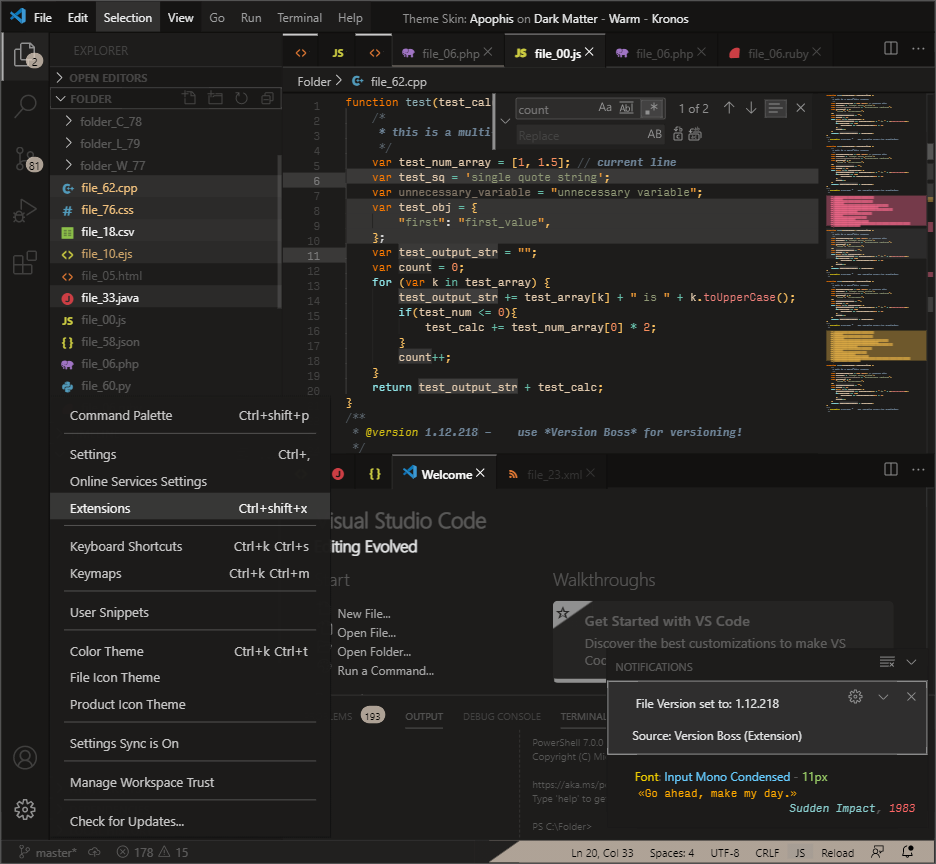 File Edit Selection View Go Run Terminal Help Theme Skin: Apophis on Dark Matter - Warm - Kronos
2
EXPLORER
OPEN EDITORS
FOLDER
folder_C_78
folder_L_79
folder_W_77
81
file_62.cpp
file_76.css
file_18.csv
file_10.ejs
file_05.html
file_33.java
file_00.js
file_58.json
file_06.php
file_60.py
JS file_06.php JS file_00.js file_06.php file_06.ruby
Folder file_62.cpp
count Aa Abl .* 1 of 2
Replace AB
1 function test(test_cal
2 /*
3 * this is a multi
4 */
5 var test_num_array = [1, 1.5]; // current line
6 var test_sq = 'single quote string';
7 var unnecessary_variable = "unnecessary variable";
8 var test_obj = {
9 "first": "first_value",
10 };
11 var test_output_str = "";
12 var count = 0;
13 for (var k in test_array) {
14 test_output_str += test_array[k] + " is " + k.toUpperCase();
15 if(test_num <= 0){
16 test_calc += test_num_array[0] * 2;
17 }
18 count++;
19 }
20 return test_output_str + test_calc;
}
/**
* @version 1.12.218 - use *Version Boss* for versioning!
*/
Command Palette Ctrl+shift+p
Settings Ctrl+,
Online Services Settings
Extensions Ctrl+shift+x
Keyboard Shortcuts Ctrl+k Ctrl+s
Keymaps Ctrl+k Ctrl+m
User Snippets
Color Theme Ctrl+k Ctrl+t
File Icon Theme
Product Icon Theme
Settings Sync is On
Manage Workspace Trust
Check for Updates...
J {} Welcome file_23.xml
isual Studio Code
iting Evolved
art
New File...
Open File...
Open Folder...
Run a Command...
Walkthroughs
Get Started with VS Code
Discover the best customizations to make VS
Coc
NOTIFICATIONS
File Version set to: 1.12.218
Source: Version Boss (Extension)
Font: Input Mono Condensed - 11px
«Go ahead, make my day.»
Sudden Impact, 1983
LEMS 193 OUTPUT DEBUG CONSOLE TERMINAL
PowerShell 7.0.0
Copyright (C) Mi
https://aka.ms/p
Type 'help' to ge
PS C:\Folder>
master* 178 15 Ln 20, Col 33 Spaces: 4 UTF-8 CRLF JS Reload